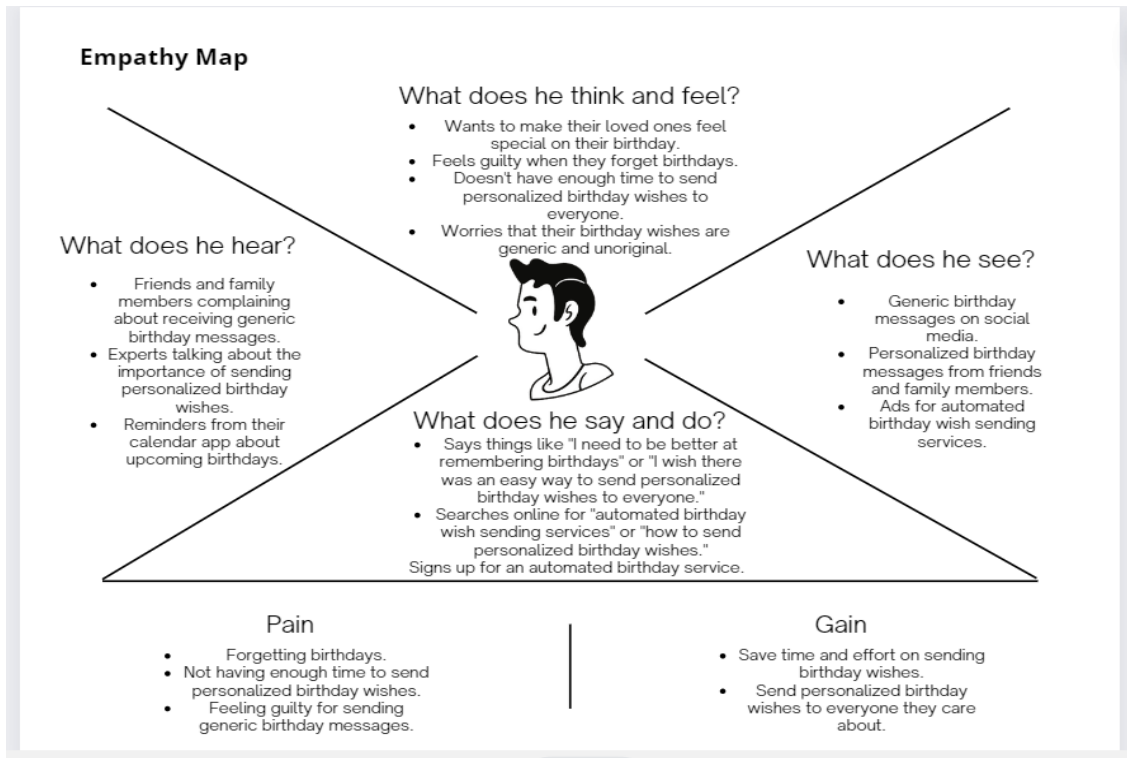 Empathy Map
What does he think and feel?
• Wants to make their loved ones feel
special on their birthday.
• Feels guilty when they forget birthdays.
• Doesn't have enough time to send
personalized birthday wishes to
everyone.
• Worries that their birthday wishes are
generic and unoriginal.
What does he hear?
• Friends and family
members complaining
about receiving generic
birthday messages.
• Experts talking about the
importance of sending
personalized birthday
wishes.
• Reminders from their
calendar app about
upcoming birthdays.
What does he see?
• Generic birthday
messages on social
media.
• Personalized birthday
messages from friends
and family members.
• Ads for automated
birthday wish sending
services.
What does he say and do?
• Says things like "I need to be better at
remembering birthdays" or "I wish there
was an easy way to send personalized
birthday wishes to everyone."
• Searches online for "automated birthday
wish sending services" or "how to send
personalized birthday wishes."
Signs up for an automated birthday service.
Pain
• Forgetting birthdays.
• Not having enough time to send
personalized birthday wishes.
• Feeling guilty for sending
generic birthday messages.
Gain
• Save time and effort on sending
birthday wishes.
• Send personalized birthday
wishes to everyone they care
about.